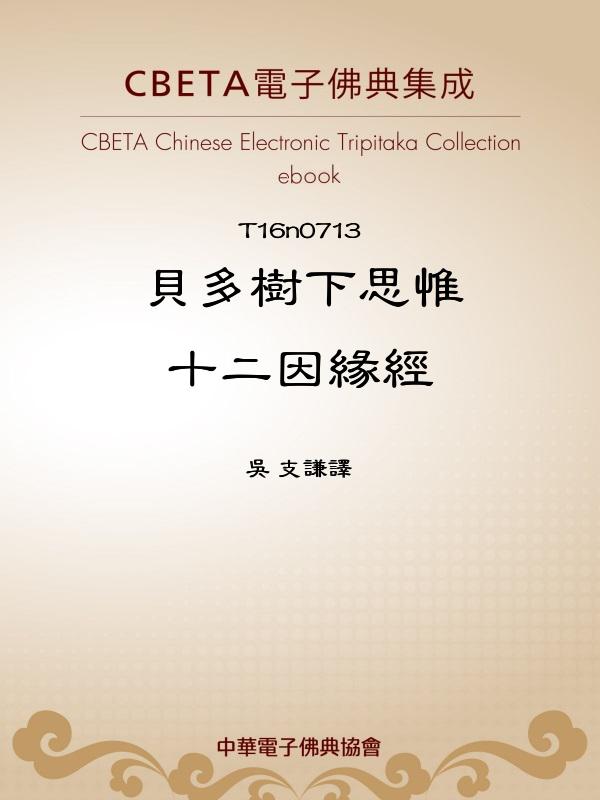 CBETA電子佛典集成
CBETA Chinese Electronic Tripitaka Collection
ebook
T16n0713
貝多樹下思惟
十二因緣經
吳 支謙譯
中華電子佛典協會